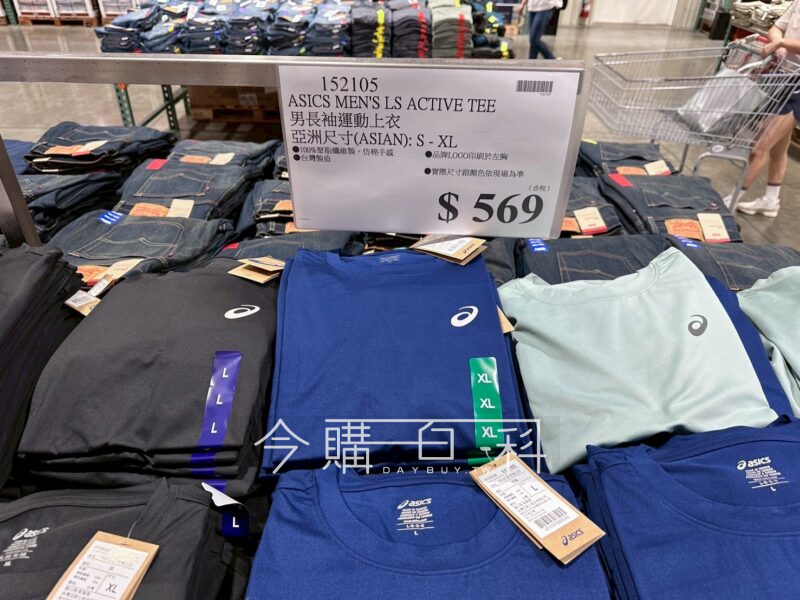 152105
ASICS MEN'S LS ACTIVE TEE
男長袖運動上衣
亞洲尺寸(ASIAN): S - XL
●100%聚酯纖維製、仿棉手感
●品牌LOGO印刷於左胸
●台灣製造
●實際尺寸跟顏色依現場為準
(含稅)
$ 569
L
L
L
XL
XL
XL
今購百科
DAYBUY
asics
L
L
asics
L
asics
XL
asics